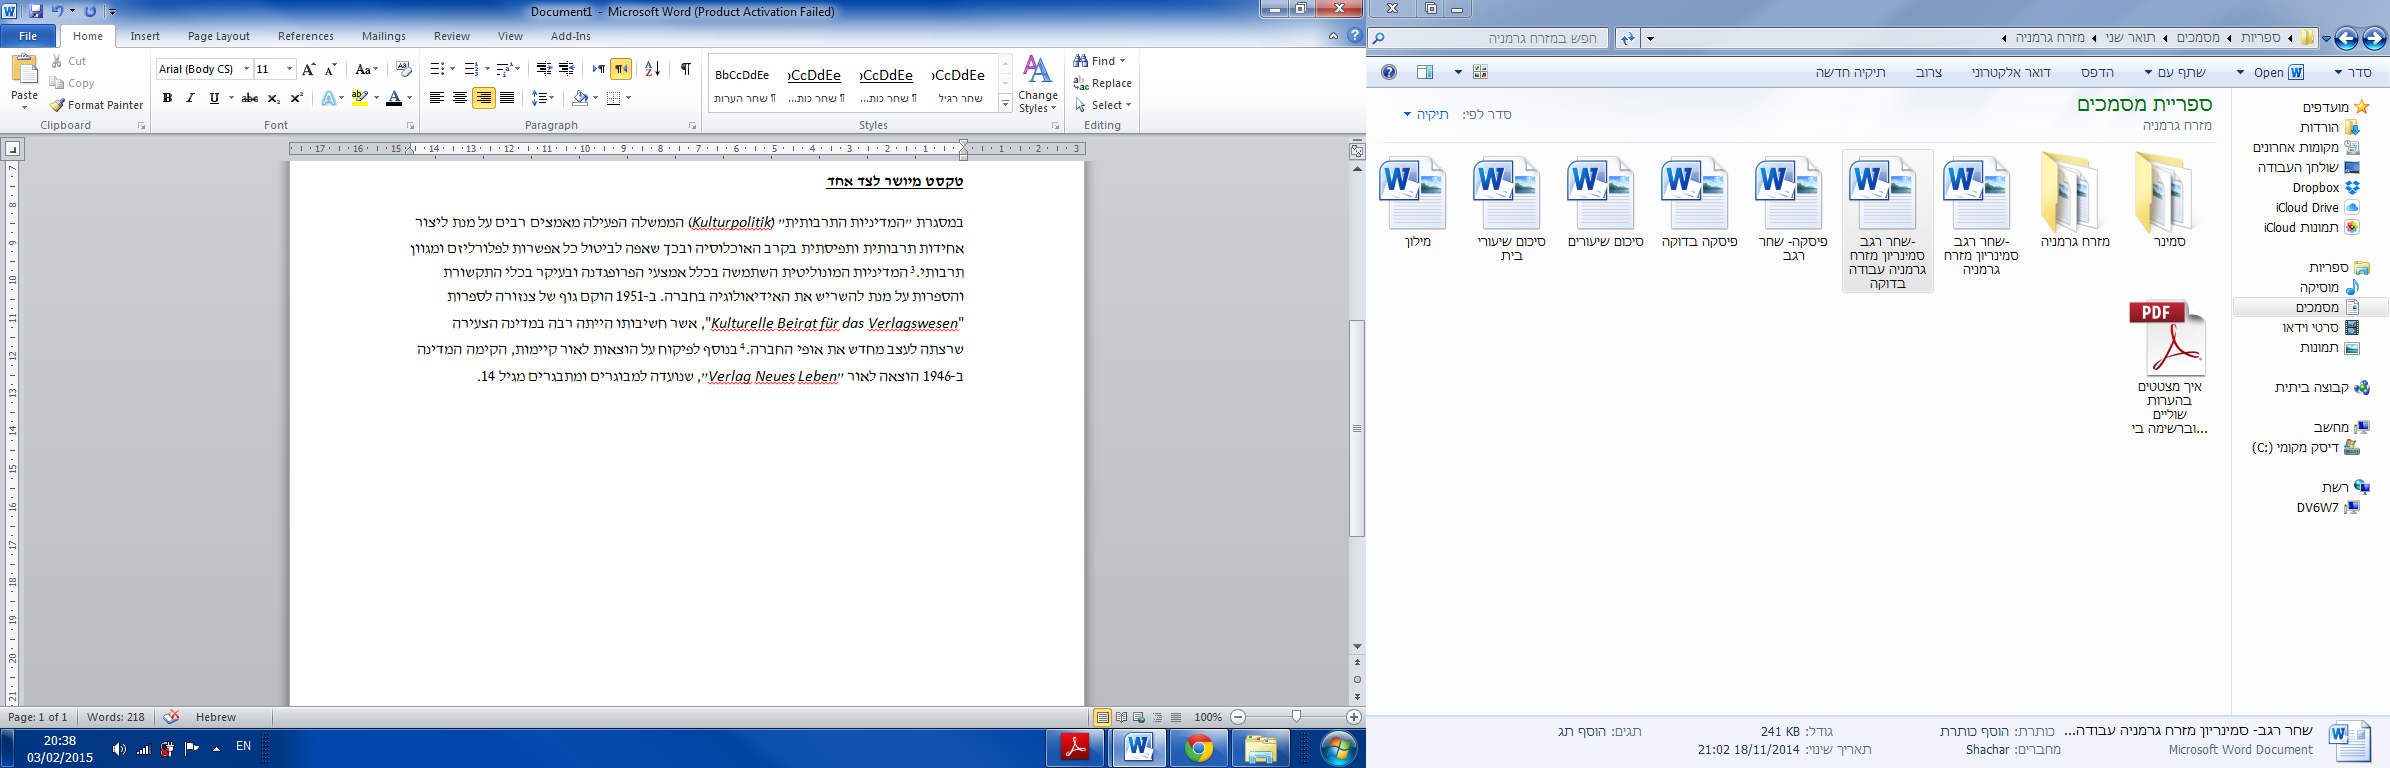 Document1 - Microsoft Word (Product Activation Failed)
File Home Insert Page Layout References Mailings Review View Add-Ins
Paste
Cut
Copy
Format Painter
Clipboard
Arial (Body CS) 11
Font
Paragraph
BbCcDdEe
שחר הערות ¶
שחר כות... ¶
שחר כות... ¶
שחר רגיל
Styles
Change
Styles
Find
Replace
Select
Editing
טקסט מיושר לצד אחד
במסגרת ״המדיניות התרבותית״ (Kulturpolitik) הממשלה הפעילה מאמצים רבים על מנת ליצור
אחידות תרבותית ותפיסתית בקרב האוכלוסיה ובכך שאפה לביטול כל אפשרות לפלורליזם ומגוון
תרבותי.3 המדיניות המונוליטית השתמשה בכלל אמצעי הפרופגדנה ובעיקר בכלי התקשורת
והספרות על מנת להשריש את האידיאולוגיה בחברה. ב-1951 הוקם גוף של צנזורה לספרות
"Kulturelle Beirat für das Verlagswesen", אשר חשיבותו הייתה רבה במדינה הצעירה
שרצתה לעצב מחדש את אופי החברה.4 בנוסף לפיקוח על הוצאות לאור קיימות, הקימה המדינה
ב-1946 הוצאה לאור ״Verlag Neues Leben״, שנועדה למבוגרים ומתבגרים מגיל 14.
Page: 1 of 1 Words: 218 Hebrew 100%
20:38
03/02/2015
EN
ספריות מסמכים תואר שני מזרח גרמניה
חפש במזרח גרמניה
סדר Open שתף עם הדפס דואר אלקטרוני צרוב תיקיה חדשה
ספריית מסמכים
מזרח גרמניה
סדר לפי: תיקיה
מועדפים
הורדות
מקומות אחרונים
שולחן העבודה
Dropbox
iCloud Drive
תמונות iCloud
ספריות
מוסיקה
מסמכים
סרטי וידאו
תמונות
קבוצה ביתית
מחשב
דיסק מקומי (C:)
רשת
DV6W7
סמינר
מזרח גרמניה
שחר רגב-
סמינריון מזרח
גרמניה
שחר רגב-
סמינריון מזרח
גרמניה עבודה
בדוקה
פיסקה- שחר
רגב
פיסקה בדוקה
סיכום שיעורים
סיכום שיעורי
בית
מילון
PDF
איך מצטטים
בהערות
שוליים
וברשימה בי...
שחר רגב- סמינריון מזרח גרמניה עבודה... כותרת: הוסף כותרת גודל: 241 KB תגים: הוסף תג
Microsoft Word Document מחברים: Shachar תאריך שינוי: 18/11/2014 21:02